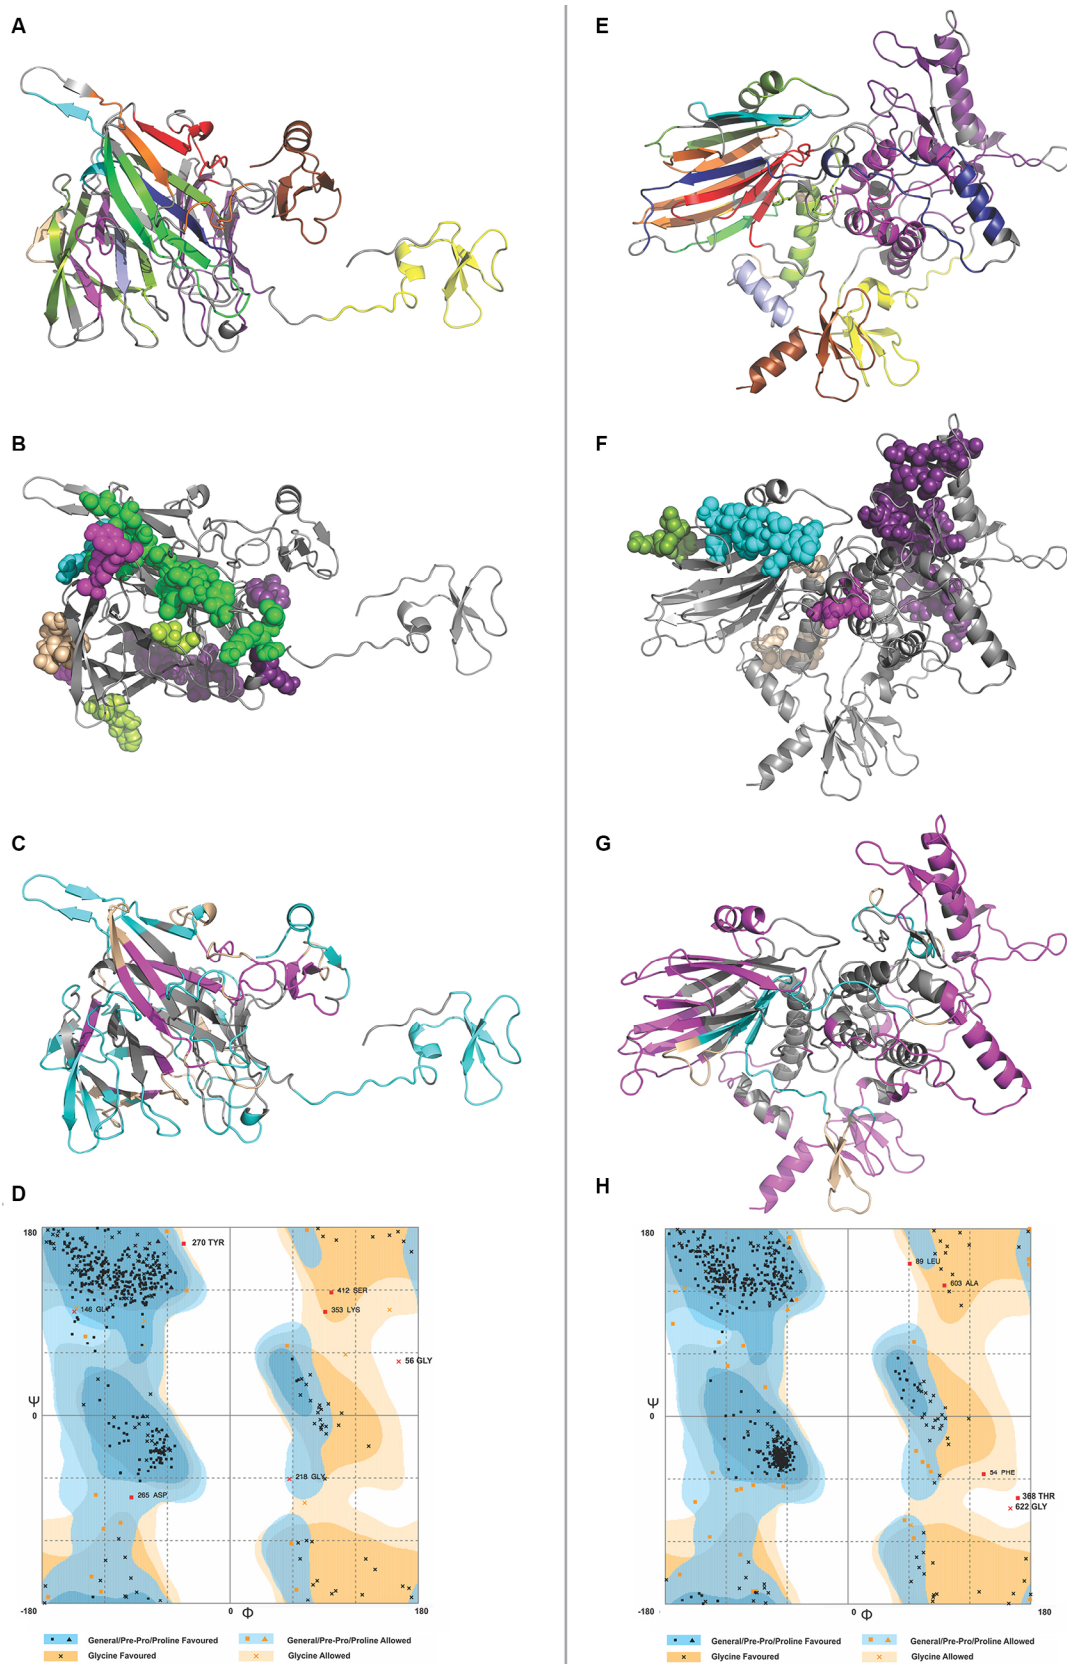 A
B
C
D
180
270 TYR
412 SER
353 LYS
56 GLY
218 GLY
265 ASP
Ψ
0
-180
0
180
Φ
General/Pre-Pro/Proline Favoured
General/Pre-Pro/Proline Allowed
Glycine Favoured
Glycine Allowed
E
F
G
H
180
89 LEU
603 ALA
54 PHE
368 THR
622 GLY
Ψ
0
-180
0
180
Φ
General/Pre-Pro/Proline Favoured
General/Pre-Pro/Proline Allowed
Glycine Favoured
Glycine Allowed